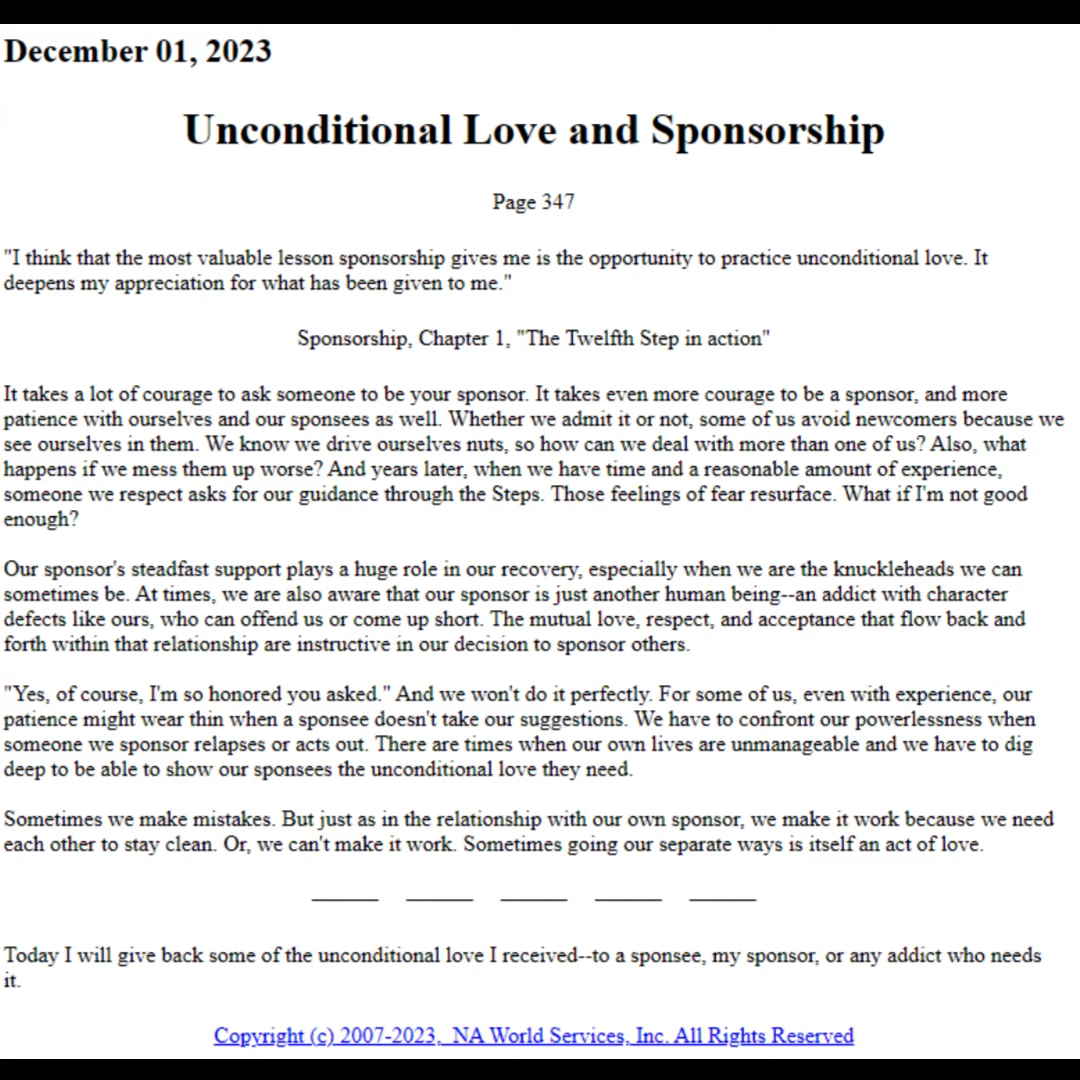 December 01, 2023
Unconditional Love and Sponsorship
Page 347
"I think that the most valuable lesson sponsorship gives me is the opportunity to practice unconditional love. It
deepens my appreciation for what has been given to me."
Sponsorship, Chapter 1, "The Twelfth Step in action"
It takes a lot of courage to ask someone to be your sponsor. It takes even more courage to be a sponsor, and more
patience with ourselves and our sponsees as well. Whether we admit it or not, some of us avoid newcomers because we
see ourselves in them. We know we drive ourselves nuts, so how can we deal with more than one of us? Also, what
happens if we mess them up worse? And years later, when we have time and a reasonable amount of experience,
someone we respect asks for our guidance through the Steps. Those feelings of fear resurface. What if I'm not good
enough?
Our sponsor's steadfast support plays a huge role in our recovery, especially when we are the knuckleheads we can
sometimes be. At times, we are also aware that our sponsor is just another human being--an addict with character
defects like ours, who can offend us or come up short. The mutual love, respect, and acceptance that flow back and
forth within that relationship are instructive in our decision to sponsor others.
"Yes, of course, I'm so honored you asked." And we won't do it perfectly. For some of us, even with experience, our
patience might wear thin when a sponsee doesn't take our suggestions. We have to confront our powerlessness when
someone we sponsor relapses or acts out. There are times when our own lives are unmanageable and we have to dig
deep to be able to show our sponsees the unconditional love they need.
Sometimes we make mistakes. But just as in the relationship with our own sponsor, we make it work because we need
each other to stay clean. Or, we can't make it work. Sometimes going our separate ways is itself an act of love.
Today I will give back some of the unconditional love I received--to a sponsee, my sponsor, or any addict who needs
it.
Copyright (c) 2007-2023, NA World Services, Inc. All Rights Reserved